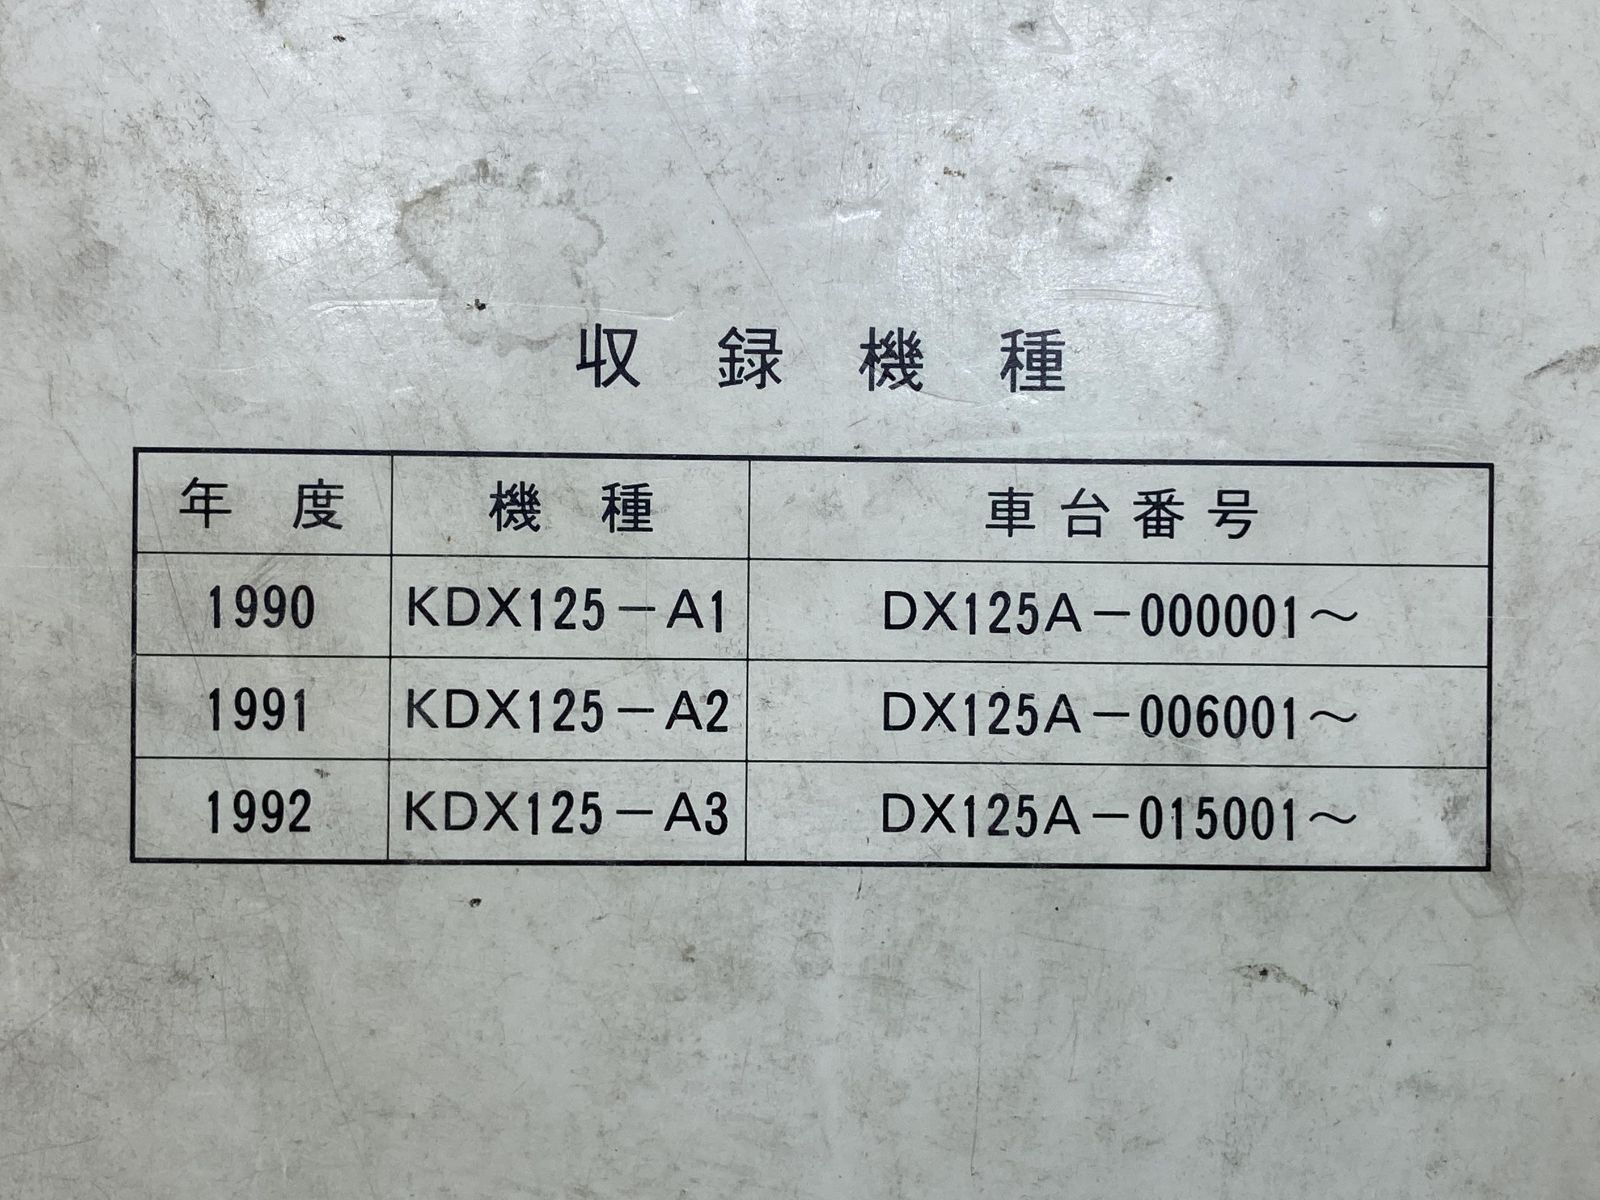 収録機種
年度 機種 車台番号
1990 KDX125-A1 DX125A-000001～
1991 KDX125-A2 DX125A-006001～
1992 KDX125-A3 DX125A-015001～